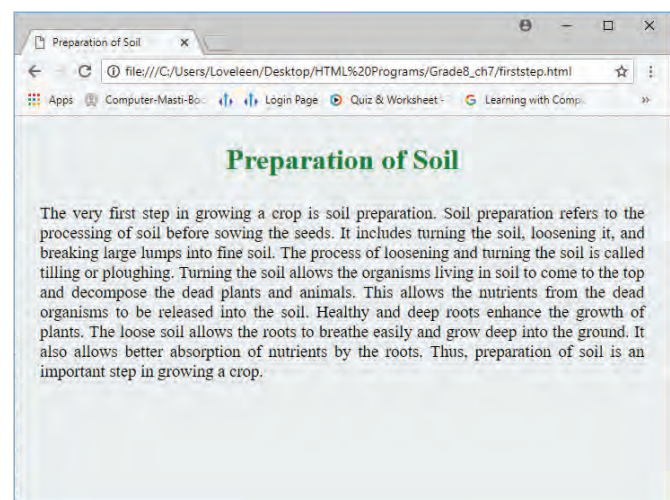 Preparation of Soil
file:///C:/Users/Loveleen/Desktop/HTML%20Programs/Grade8_ch7/firststep.html
Apps Computer-Masti-Bo Login Page Quiz & Worksheet - Learning with Comp
Preparation of Soil
The very first step in growing a crop is soil preparation. Soil preparation refers to the
processing of soil before sowing the seeds. It includes turning the soil, loosening it, and
breaking large lumps into fine soil. The process of loosening and turning the soil is called
tilling or ploughing. Turning the soil allows the organisms living in soil to come to the top
and decompose the dead plants and animals. This allows the nutrients from the dead
organisms to be released into the soil. Healthy and deep roots enhance the growth of
plants. The loose soil allows the roots to breathe easily and grow deep into the ground. It
also allows better absorption of nutrients by the roots. Thus, preparation of soil is an
important step in growing a crop.